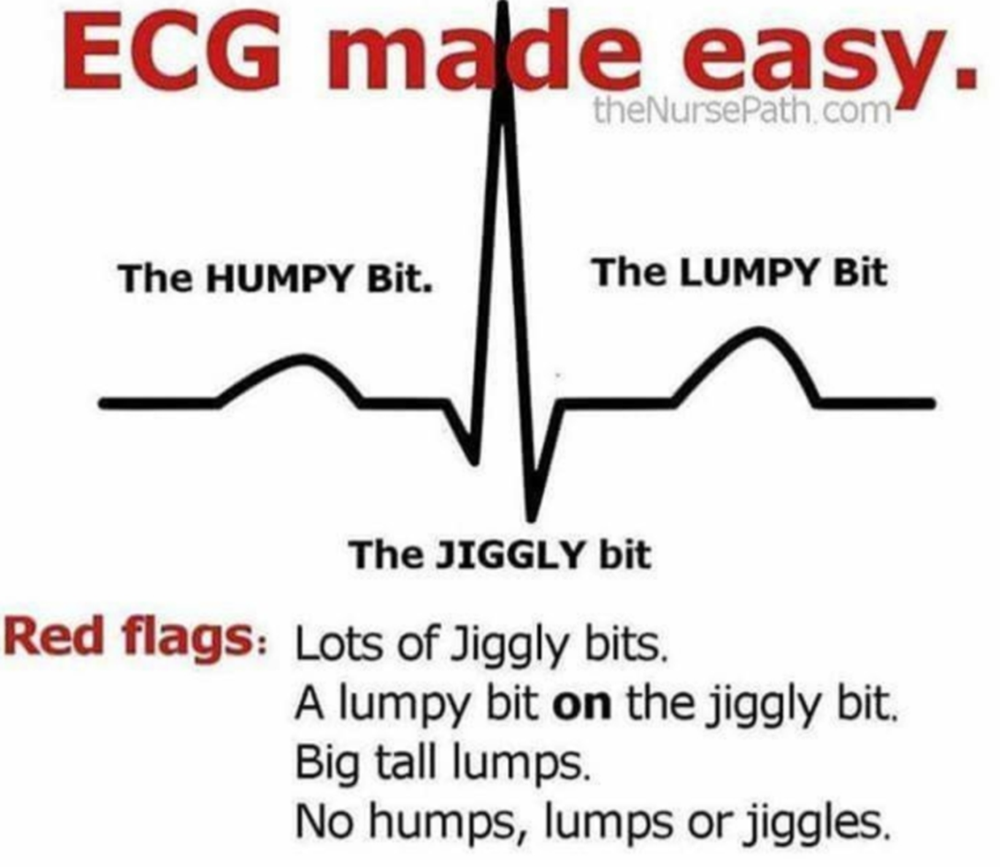 ECG made easy.
theNursePath.com
The HUMPY Bit.
The LUMPY Bit
The JIGGLY bit
Red flags: Lots of Jiggly bits.
A lumpy bit on the jiggly bit.
Big tall lumps.
No humps, lumps or jiggles.